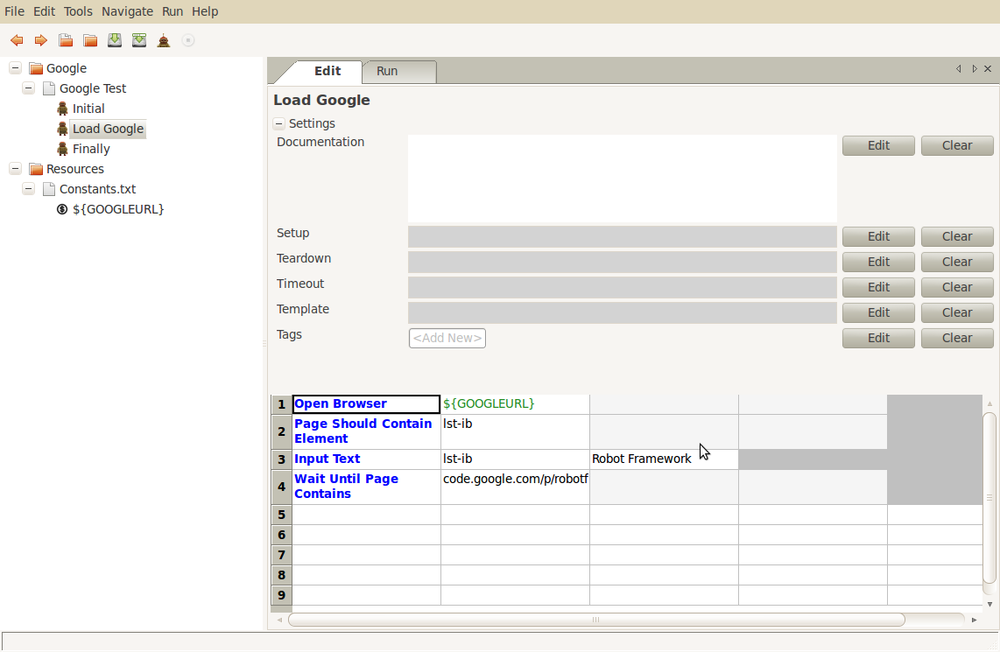 File Edit Tools Navigate Run Help
Google
Google Test
Initial
Load Google
Finally
Resources
Constants.txt
${GOOGLEURL}
Edit Run
Load Google
Settings
Documentation Edit Clear
Setup Edit Clear
Teardown Edit Clear
Timeout Edit Clear
Template Edit Clear
Tags <Add New> Edit Clear
1 Open Browser ${GOOGLEURL}
2 Page Should Contain Element lst-ib
3 Input Text lst-ib Robot Framework
4 Wait Until Page Contains code.google.com/p/robotf
5
6
7
8
9